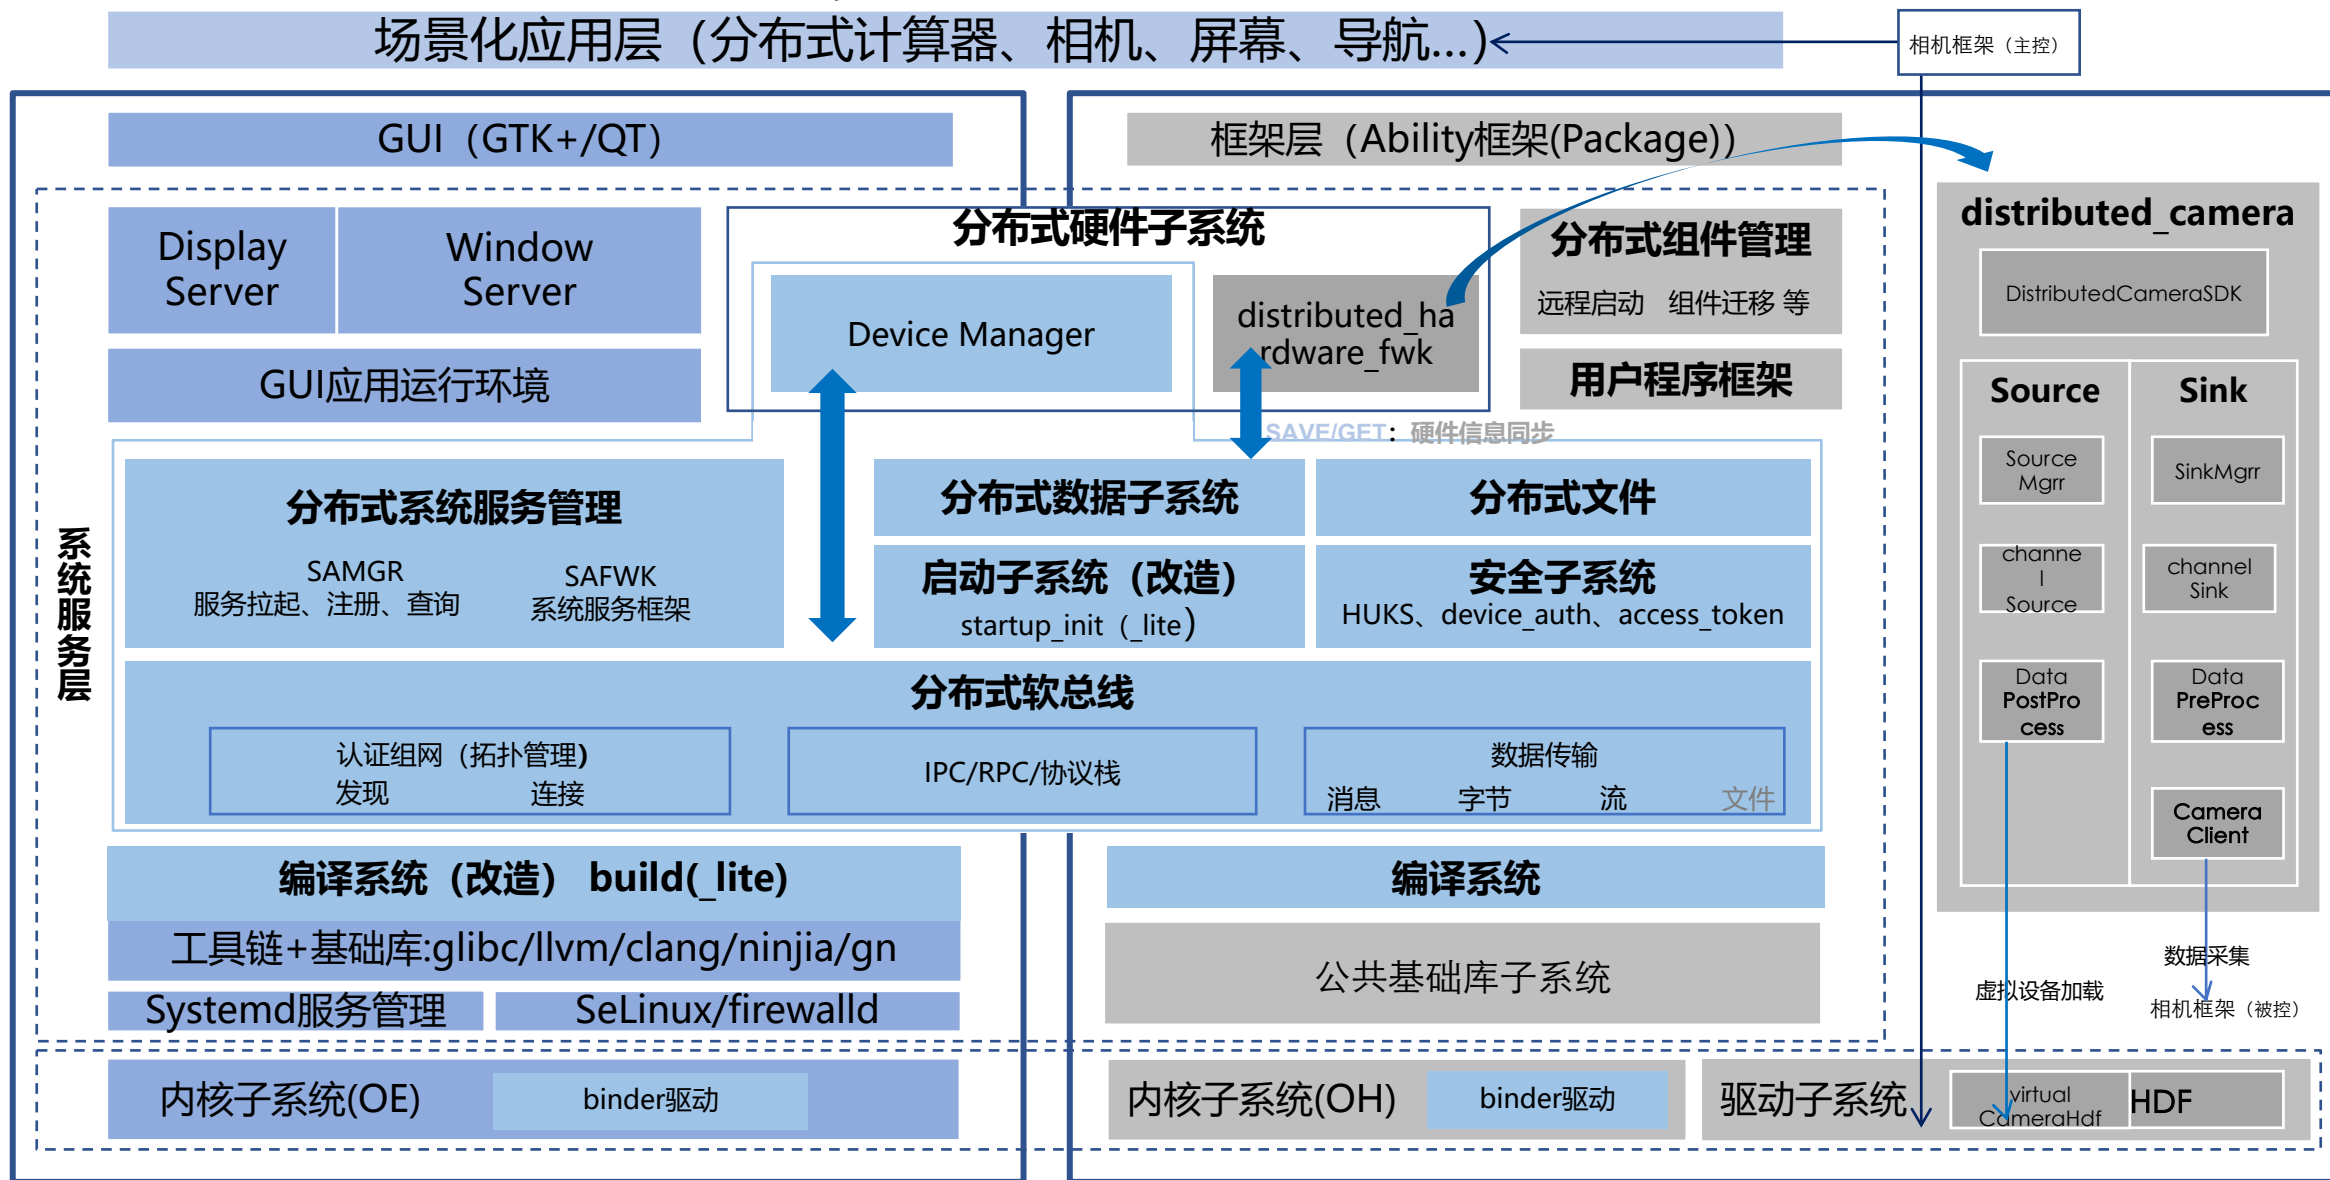 场景化应用层（分布式计算器、相机、屏幕、导航...）
相机框架（主控）
GUI（GTK+/QT）
框架层（Ability框架(Package)）
Display
Server
Window
Server
GUI应用运行环境
分布式硬件子系统
Device Manager
distributed_ha
rdware_fwk
分布式组件管理
远程启动 组件迁移 等
用户程序框架
SAVE/GET：硬件信息同步
系统服务层
分布式系统服务管理
SAMGR
服务拉起、注册、查询
SAFWK
系统服务框架
分布式数据子系统
分布式文件
启动子系统（改造）
startup_init（_lite）
安全子系统
HUKS、device_auth、access_token
分布式软总线
认证组网（拓扑管理)
发现 连接
IPC/RPC/协议栈
数据传输
消息 字节 流 文件
编译系统（改造） build(_lite)
工具链+基础库:glibc/llvm/clang/ninjia/gn
Systemd服务管理
SeLinux/firewalld
编译系统
公共基础库子系统
内核子系统(OE)
binder驱动
内核子系统(OH)
binder驱动
驱动子系统
virtual
CameraHdf
HDF
distributed_camera
DistributedCameraSDK
Source
Sink
Source
Mgrr
SinkMgrr
channe
l
Source
channel
Sink
Data
PostPro
cess
Data
PreProc
ess
Camera
Client
数据采集
虚拟设备加载
相机框架（被控）